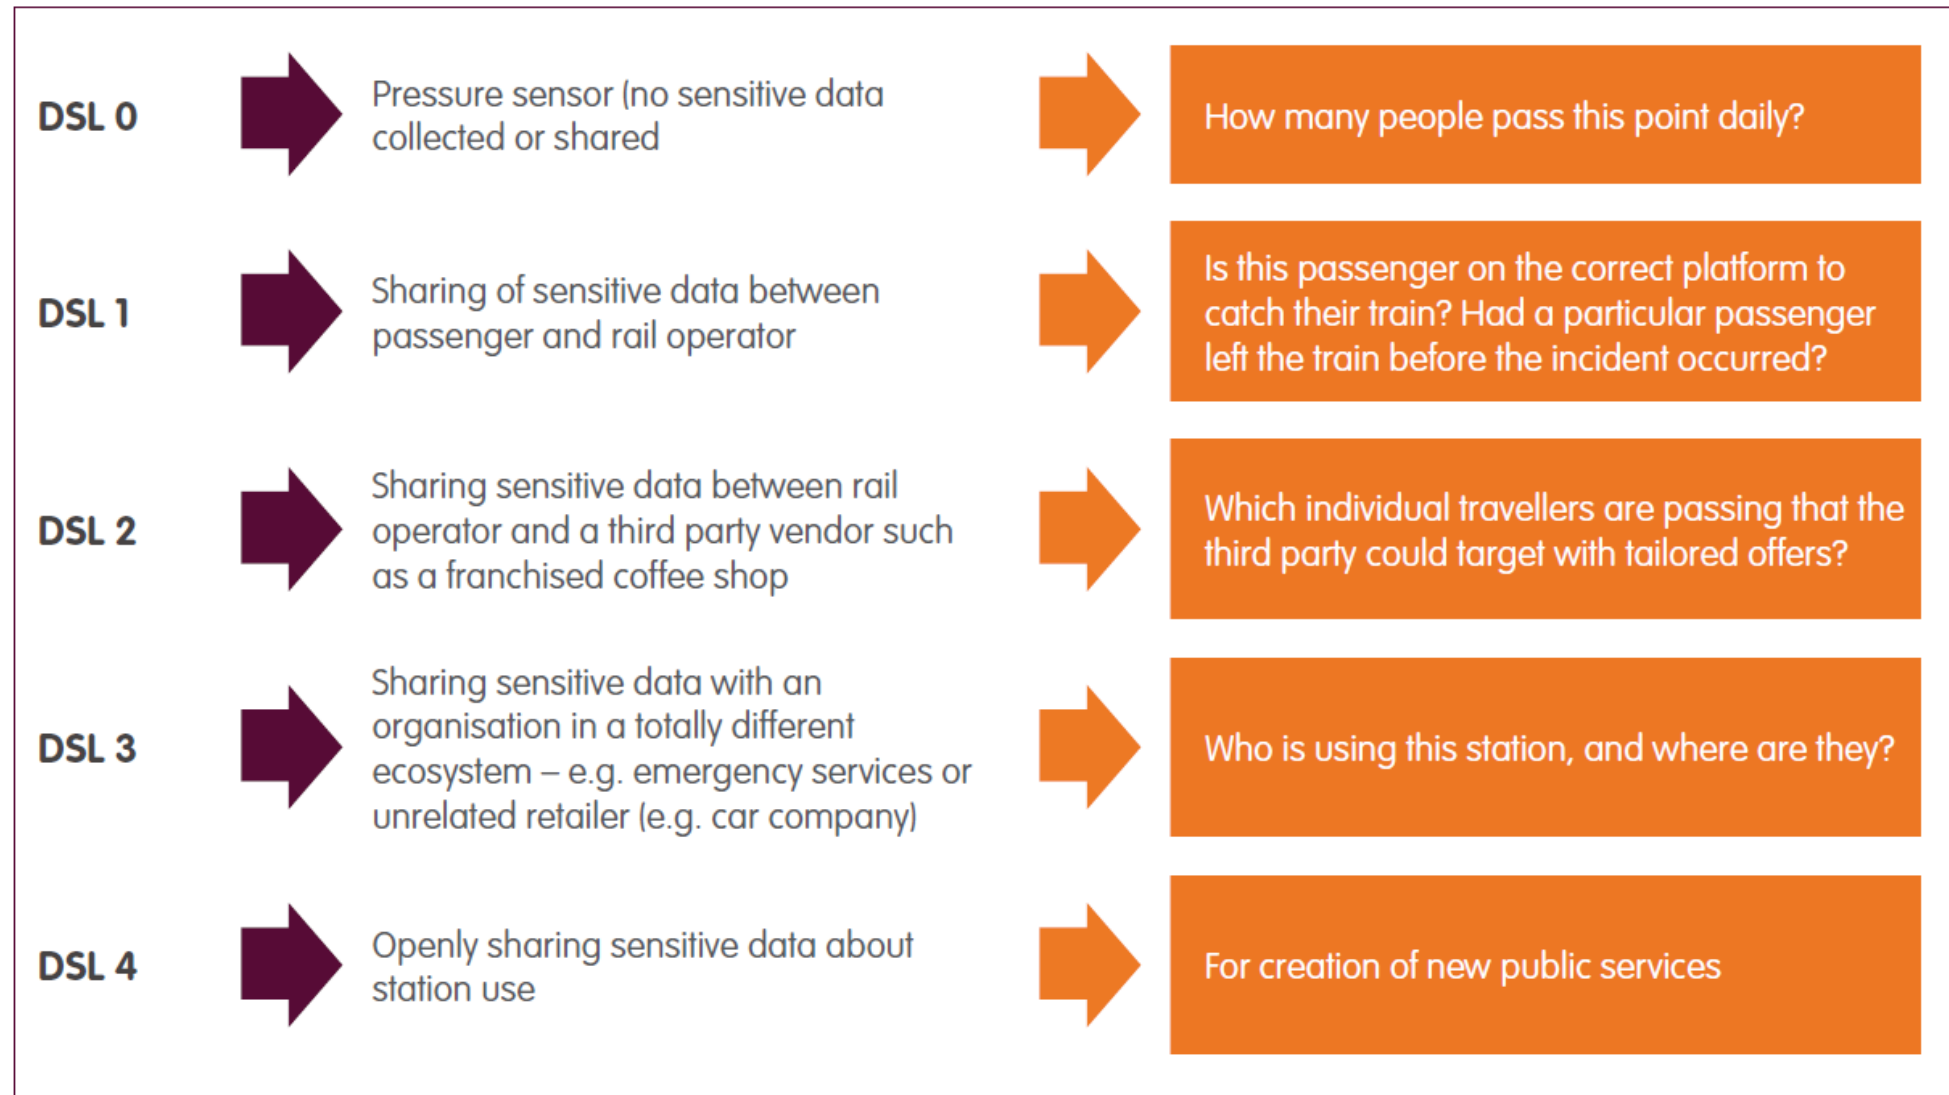 DSL 0
Pressure sensor (no sensitive data
collected or shared
How many people pass this point daily?
DSL 1
Sharing of sensitive data between
passenger and rail operator
Is this passenger on the correct platform to
catch their train? Had a particular passenger
left the train before the incident occurred?
DSL 2
Sharing sensitive data between rail
operator and a third party vendor such
as a franchised coffee shop
Which individual travellers are passing that the
third party could target with tailored offers?
DSL 3
Sharing sensitive data with an
organisation in a totally different
ecosystem – e.g. emergency services or
unrelated retailer (e.g. car company)
Who is using this station, and where are they?
DSL 4
Openly sharing sensitive data about
station use
For creation of new public services